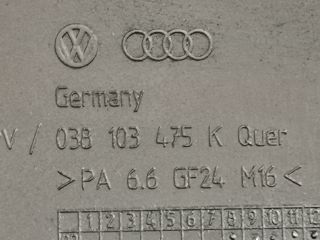 Germany
V / 038 103 475 K Quer
>PA 6.6 GF24 M16<
1 2 3 4 5 6 7 8 9 10 11 12